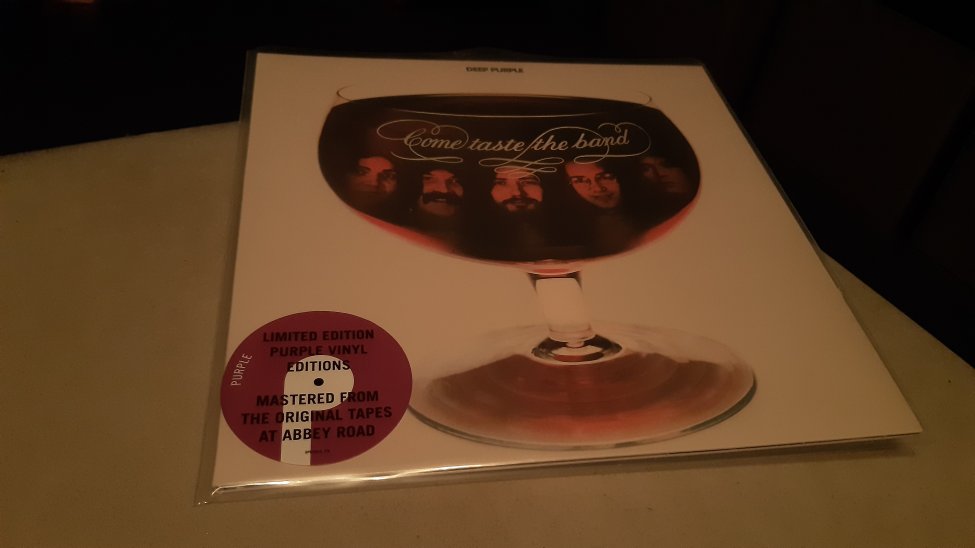 DEEP PURPLE
Come taste the band
PURPLE
LIMITED EDITION
PURPLE VINYL
EDITIONS
MASTERED FROM
THE ORIGINAL TAPES
AT ABBEY ROAD